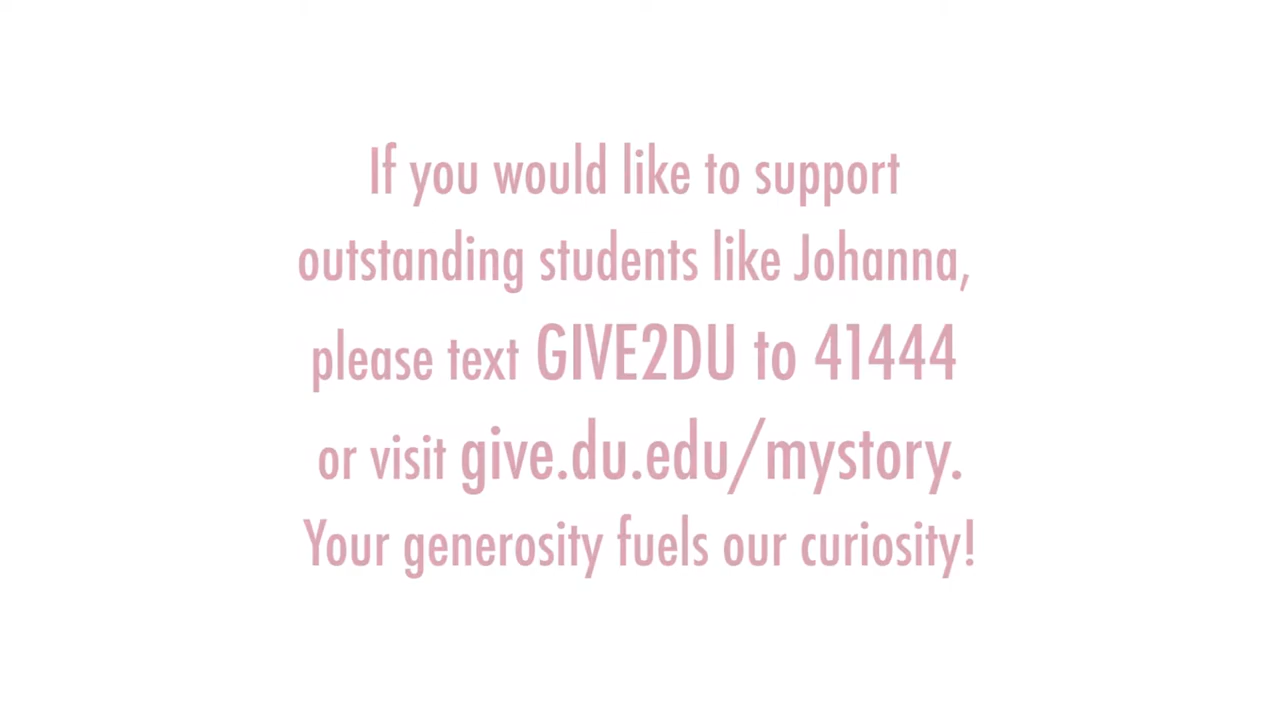 If you would like to support
outstanding students like Johanna,
please text GIVE2DU to 41444
or visit give.du.edu/mystory.
Your generosity fuels our curiosity!